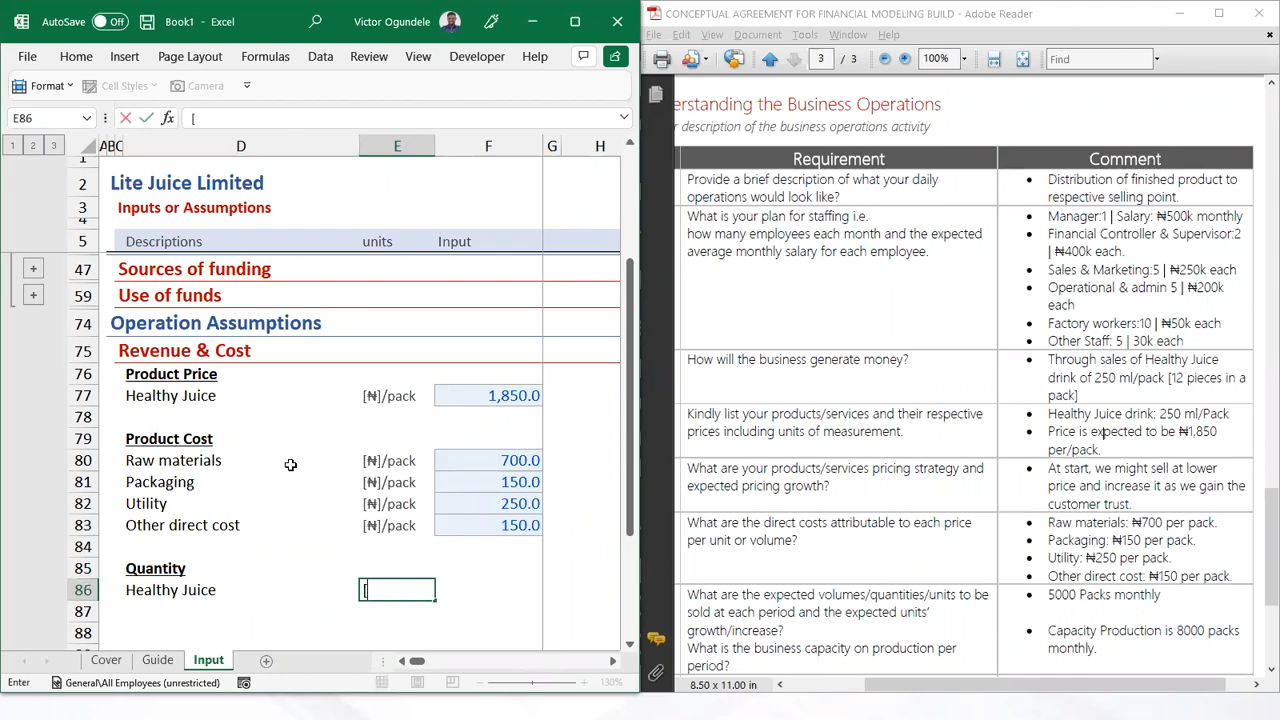 AutoSave Off Book1 - Excel Victor Ogundele
File Home Insert Page Layout Formulas Data Review View Developer Help
Format Cell Styles Camera
E86 fx [
1 2 3 A B C D E F G H
1
2 Lite Juice Limited
3 Inputs or Assumptions
4
5 Descriptions units Input
47 Sources of funding
59 Use of funds
74 Operation Assumptions
75 Revenue & Cost
76 Product Price
77 Healthy Juice [₦]/pack 1,850.0
78
79 Product Cost
80 Raw materials [₦]/pack 700.0
81 Packaging [₦]/pack 150.0
82 Utility [₦]/pack 250.0
83 Other direct cost [₦]/pack 150.0
84
85 Quantity
86 Healthy Juice [
87
88
Cover Guide Input
Enter General\All Employees (unrestricted) 130%
CONCEPTUAL AGREEMENT FOR FINANCIAL MODELING BUILD - Adobe Reader
File Edit View Document Tools Window Help
3 / 3 100% Find
erstanding the Business Operations
r description of the business operations activity
Requirement Comment
Provide a brief description of what your daily
operations would look like?
• Distribution of finished product to
respective selling point.
What is your plan for staffing i.e.
how many employees each month and the expected
average monthly salary for each employee.
• Manager:1 | Salary: ₦500k monthly
• Financial Controller & Supervisor:2
| ₦400k each.
• Sales & Marketing:5 | ₦250k each
• Operational & admin 5 | ₦200k
each
• Factory workers:10 | ₦50k each
• Other Staff: 5 | 30k each
How will the business generate money?
• Through sales of Healthy Juice
drink of 250 ml/pack [12 pieces in a
pack]
Kindly list your products/services and their respective
prices including units of measurement.
• Healthy Juice drink: 250 ml/Pack
• Price is expected to be ₦1,850
per/pack.
What are your products/services pricing strategy and
expected pricing growth?
• At start, we might sell at lower
price and increase it as we gain the
customer trust.
What are the direct costs attributable to each price
per unit or volume?
• Raw materials: ₦700 per pack.
• Packaging: ₦150 per pack.
• Utility: ₦250 per pack.
• Other direct cost: ₦150 per pack.
What are the expected volumes/quantities/units to be
sold at each period and the expected units'
growth/increase?
What is the business capacity on production per
period?
• 5000 Packs monthly
• Capacity Production is 8000 packs
monthly.
8.50 x 11.00 in